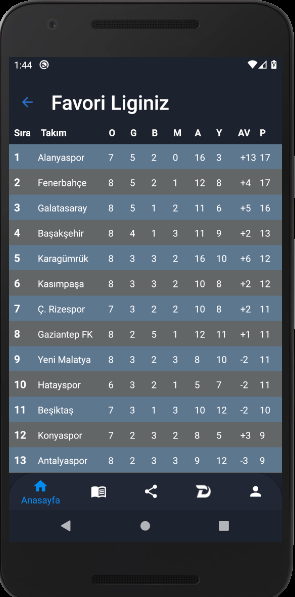 1:44
Favori Liginiz
Sıra Takım O G B M A Y AV P
1 Alanyaspor 7 5 2 0 16 3 +13 17
2 Fenerbahçe 8 5 2 1 12 8 +4 17
3 Galatasaray 8 5 1 2 11 6 +5 16
4 Başakşehir 8 4 1 3 11 9 +2 13
5 Karagümrük 8 3 3 2 16 10 +6 12
6 Kasımpaşa 8 3 3 2 10 8 +2 12
7 Ç. Rizespor 7 3 2 2 10 8 +2 11
8 Gaziantep FK 8 2 5 1 12 11 +1 11
9 Yeni Malatya 8 3 2 3 8 10 -2 11
10 Hatayspor 6 3 2 1 5 7 -2 11
11 Beşiktaş 7 3 1 3 10 12 -2 10
12 Konyaspor 7 2 3 2 8 5 +3 9
13 Antalyaspor 8 2 3 3 9 12 -3 9
Anasayfa